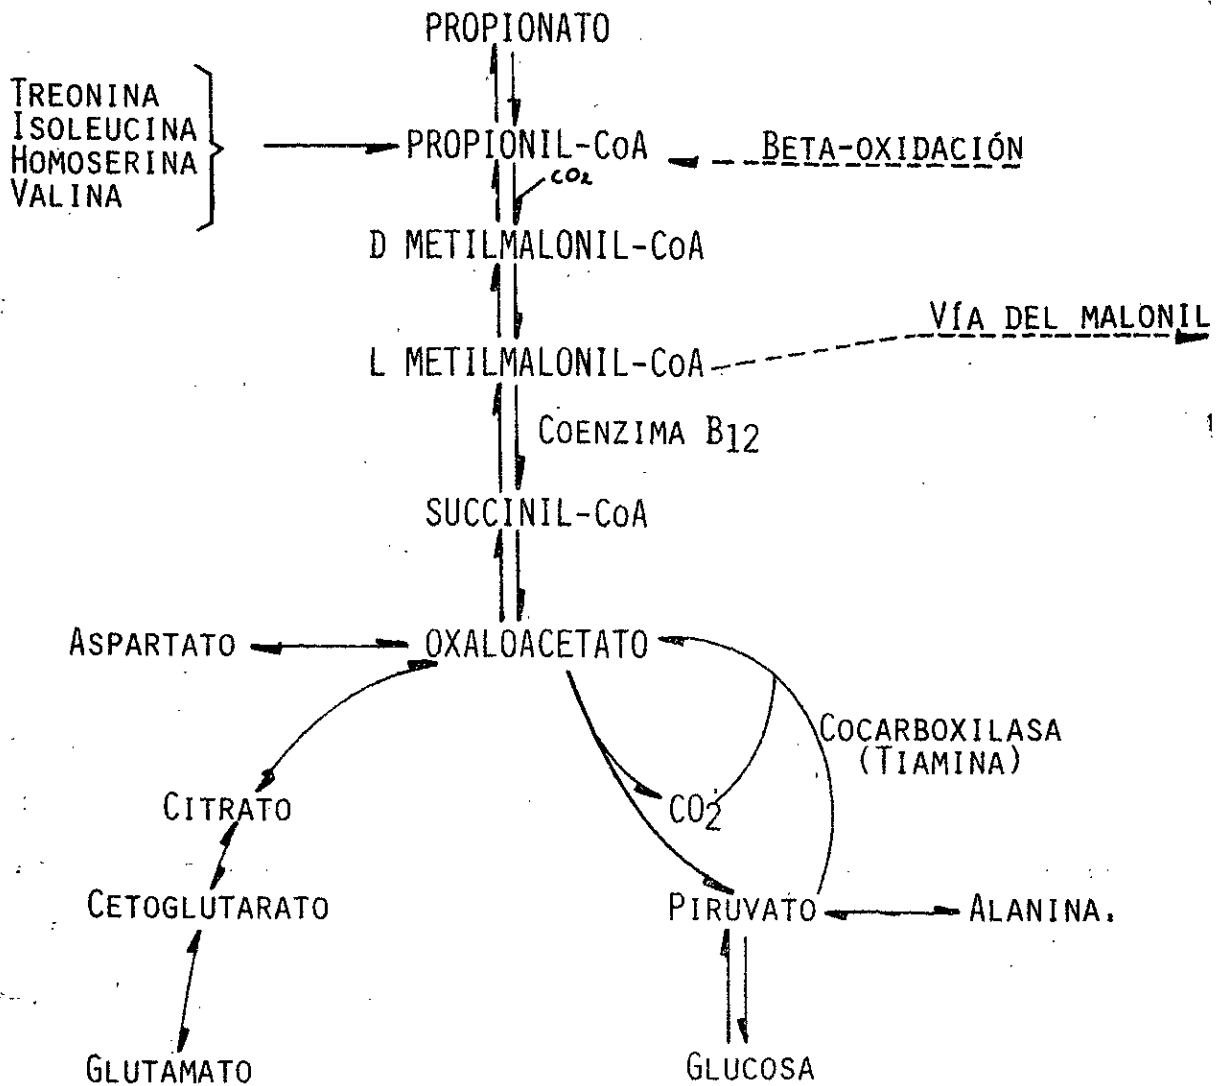 PROPIONATO
TREONINA
ISOLEUCINA
HOMOSERINA
VALINA
PROPIONIL-COA
BETA-OXIDACIÓN
CO2
D METILMALONIL-COA
VÍA DEL MALONIL
L METILMALONIL-COA
COENZIMA B12
SUCCINIL-COA
ASPARTATO
OXALOACETATO
COCARBOXILASA
(TIAMINA)
CITRATO
CO2
CETOGLUTARATO
PIRUVATO
ALANINA.
GLUTAMATO
GLUCOSA